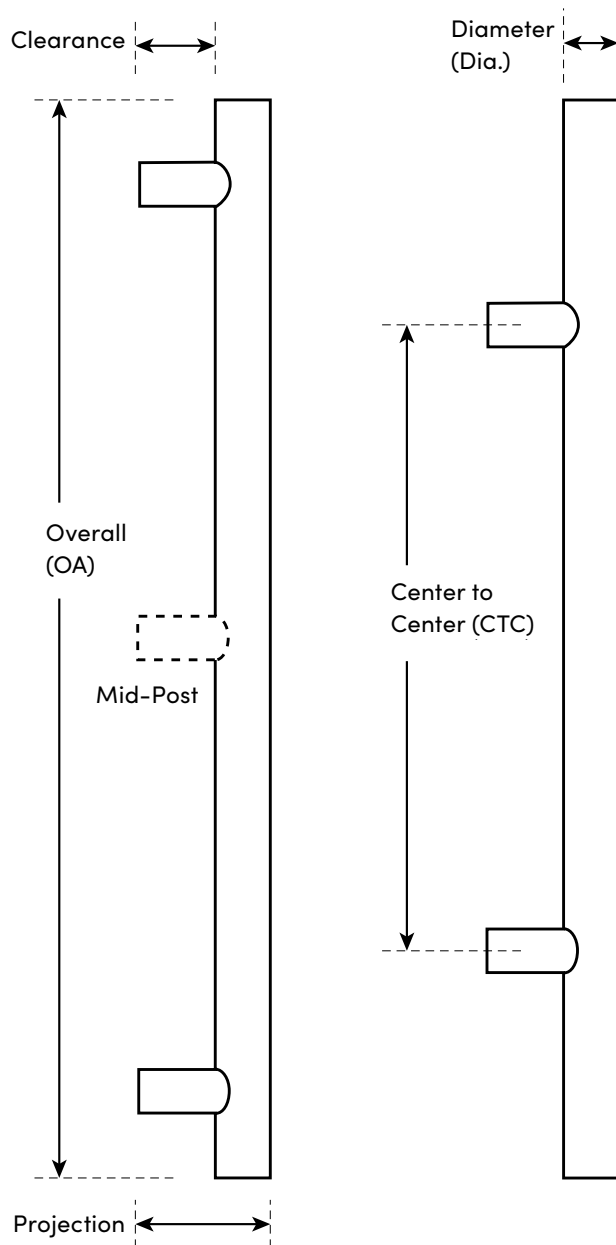 Clearance
Diameter
(Dia.)
Overall
(OA)
Center to
Center (CTC)
Mid-Post
Projection